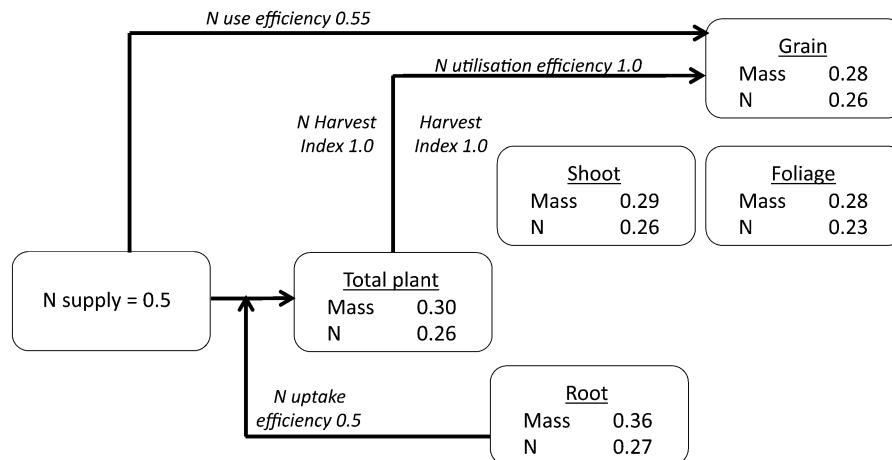 N use efficiency 0.55
Grain
Mass 0.28
N 0.26
N utilisation efficiency 1.0
N Harvest
Index 1.0
Harvest
Index 1.0
Shoot
Mass 0.29
N 0.26
Foliage
Mass 0.28
N 0.23
N supply = 0.5
Total plant
Mass 0.30
N 0.26
N uptake
efficiency 0.5
Root
Mass 0.36
N 0.27